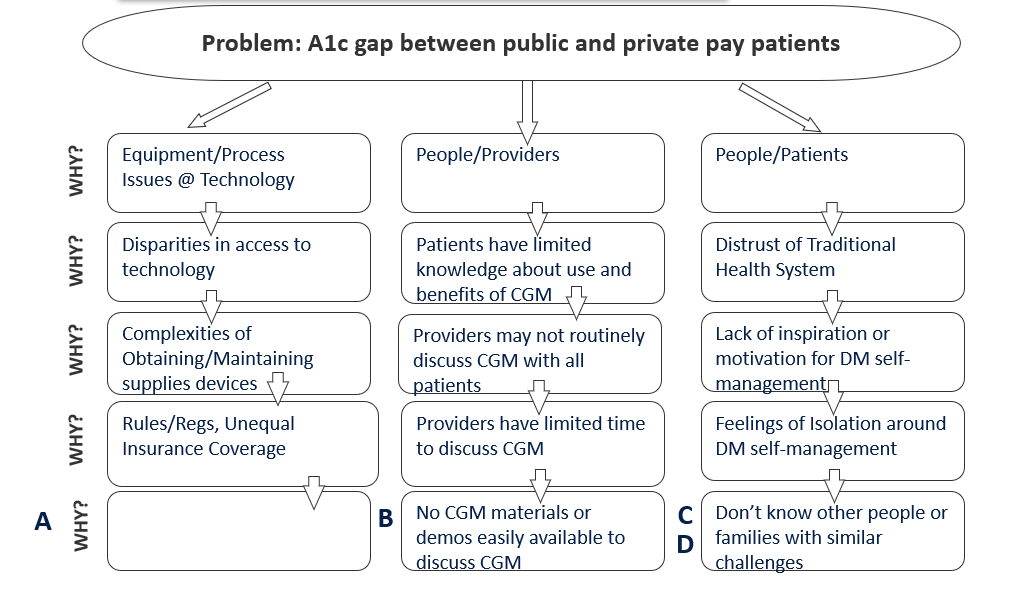 Problem: A1c gap between public and private pay patients
WHY?
Equipment/Process
Issues @ Technology
People/Providers
People/Patients
WHY?
Disparities in access to
technology
Patients have limited
knowledge about use and
benefits of CGM
Distrust of Traditional
Health System
WHY?
Complexities of
Obtaining/Maintaining
supplies devices
Providers may not routinely
discuss CGM with all
patients
Lack of inspiration or
motivation for DM self-
management
WHY?
Rules/Regs, Unequal
Insurance Coverage
Providers have limited time
to discuss CGM
Feelings of Isolation around
DM self-management
A
WHY?
B
No CGM materials or
demos easily available to
discuss CGM
C
D
Don’t know other people or
families with similar
challenges